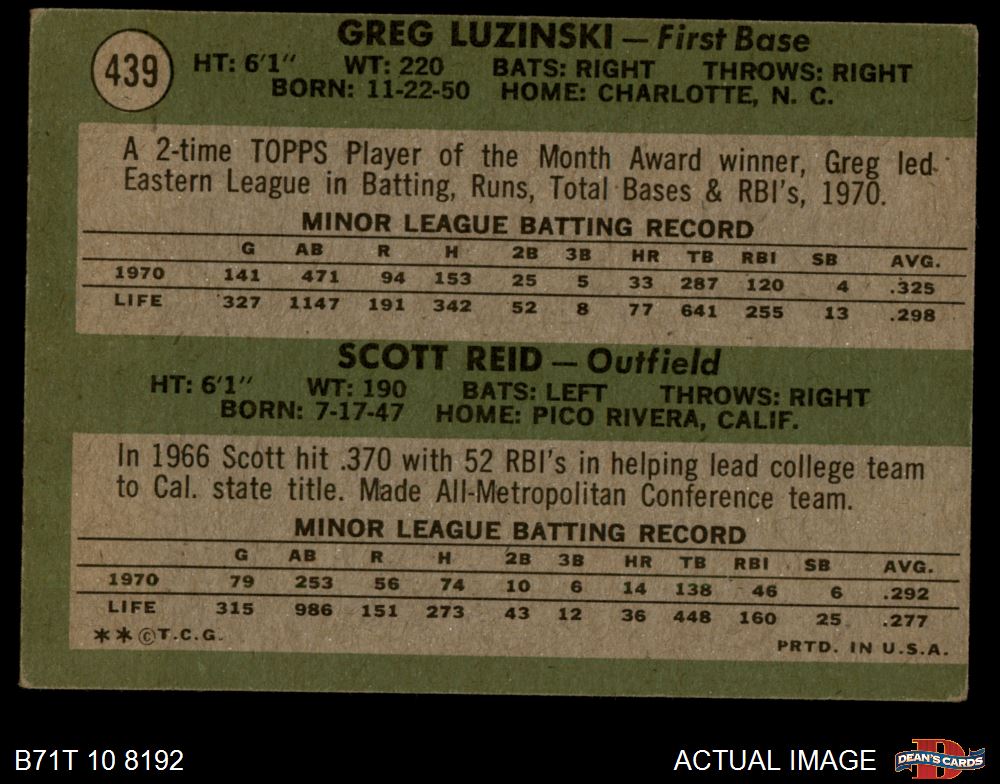 439
GREG LUZINSKI — First Base
HT: 6'1" WT: 220 BATS: RIGHT THROWS: RIGHT
BORN: 11-22-50 HOME: CHARLOTTE, N. C.
A 2-time TOPPS Player of the Month Award winner, Greg led
Eastern League in Batting, Runs, Total Bases & RBI's, 1970.
MINOR LEAGUE BATTING RECORD
G AB R H 2B 3B HR TB RBI SB AVG.
1970 141 471 94 153 25 5 33 287 120 4 .325
LIFE 327 1147 191 342 52 8 77 641 255 13 .298
SCOTT REID — Outfield
HT: 6'1" WT: 190 BATS: LEFT THROWS: RIGHT
BORN: 7-17-47 HOME: PICO RIVERA, CALIF.
In 1966 Scott hit .370 with 52 RBI's in helping lead college team
to Cal. state title. Made All-Metropolitan Conference team.
MINOR LEAGUE BATTING RECORD
G AB R H 2B 3B HR TB RBI SB AVG.
1970 79 253 56 74 10 6 14 138 46 6 .292
LIFE 315 986 151 273 43 12 36 448 160 25 .277
**©T.C.G. PRTD. IN U.S.A.
B71T 10 8192 ACTUAL IMAGE D DEAN'S CARDS